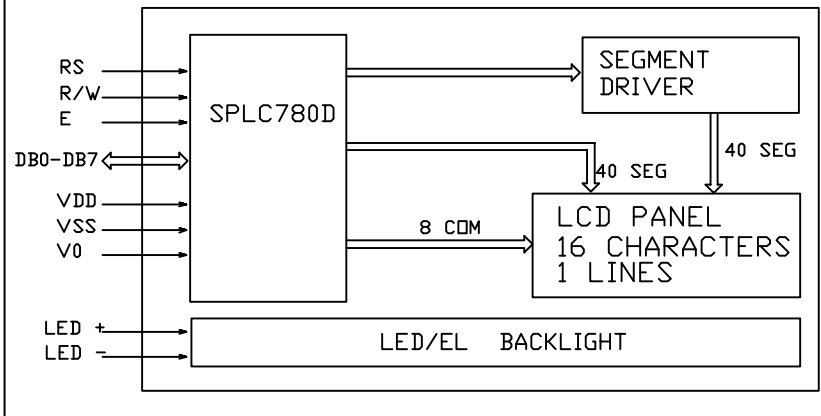 RS
R/W
E
DB0-DB7
VDD
VSS
V0
LED +
LED -
SPLC780D
SEGMENT
DRIVER
40 SEG
40 SEG
8 COM
LCD PANEL
16 CHARACTERS
1 LINES
LED/EL BACKLIGHT